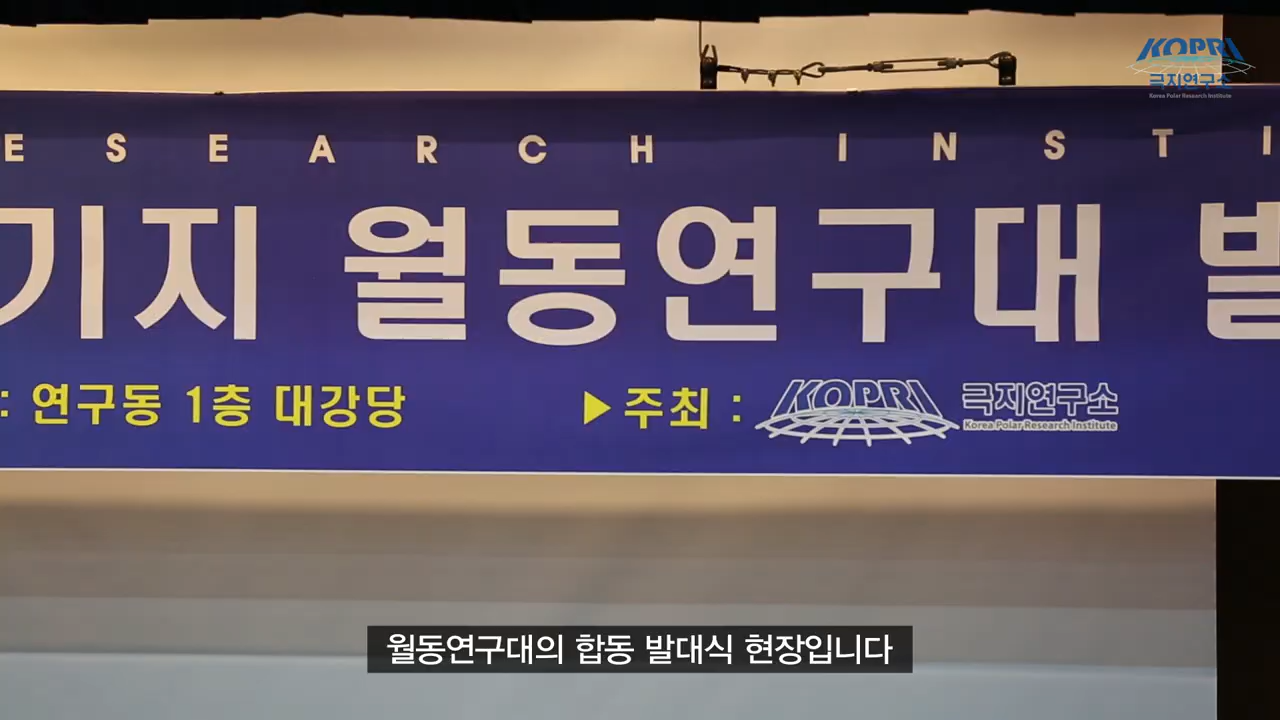 KOPRI
극지연구소
Korea Polar Research Institute
ESEARCH INSTI
기지 월동연구대 발
: 연구동 1층 대강당 ▶주최 : KOPRI 극지연구소
Korea Polar Research Institute
월동연구대의 합동 발대식 현장입니다